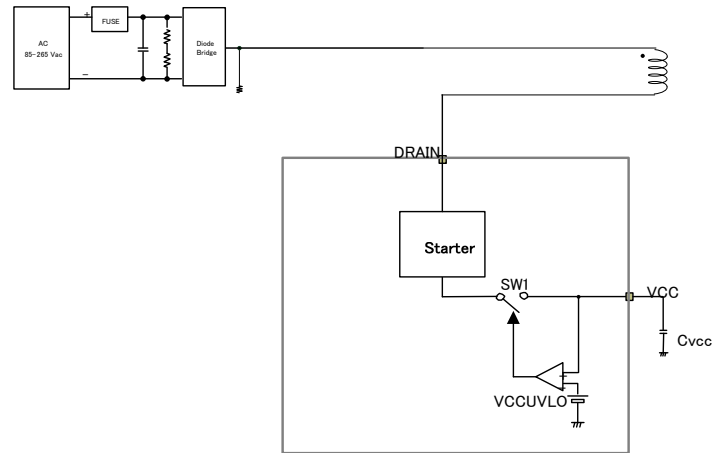 +
FUSE
AC
85-265 Vac
Diode
Bridge
−
DRAIN
Starter
SW1
VCC
Cvcc
+
VCCUVLO